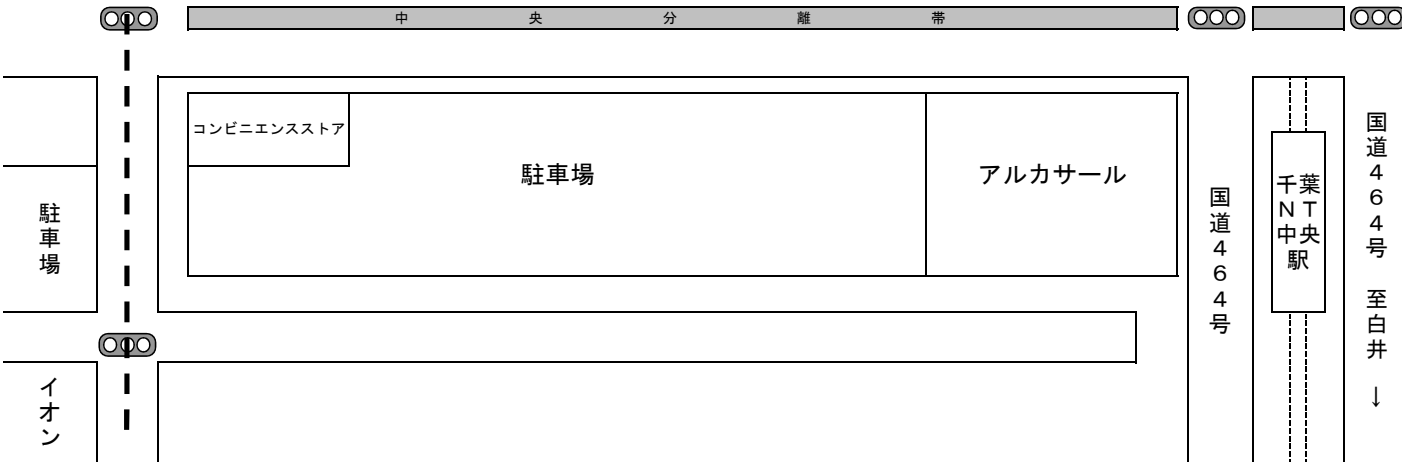 中央分離帯
コンビニエンスストア
駐車場
アルカサール
駐車場
イオン
国道464号
千葉
NT
中央
駅
国道464号 至白井 ↓